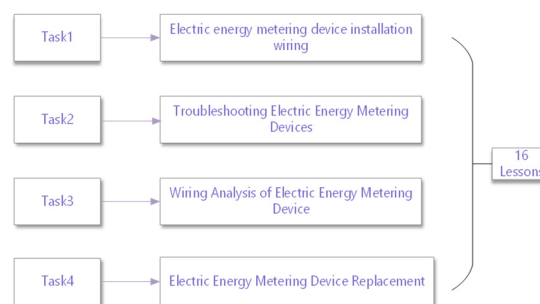 Task1
Electric energy metering device installation
wiring
Task2
Troubleshooting Electric Energy Metering
Devices
16
Lessons
Task3
Wiring Analysis of Electric Energy Metering
Device
Task4
Electric Energy Metering Device Replacement